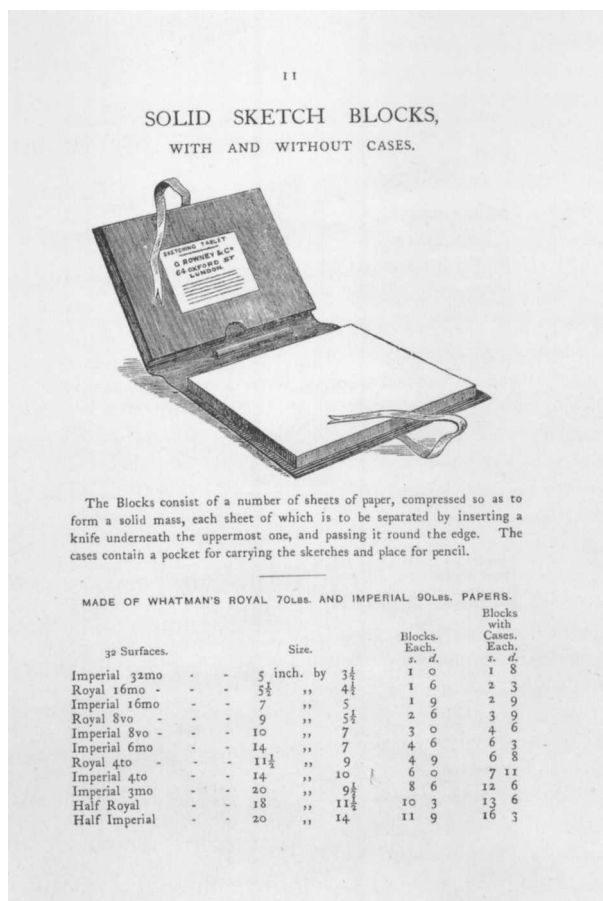 11
SOLID SKETCH BLOCKS,
WITH AND WITHOUT CASES.
SKETCHING TABLET
G. ROWNEY & Co
64 OXFORD ST
LONDON.
The Blocks consist of a number of sheets of paper, compressed so as to
form a solid mass, each sheet of which is to be separated by inserting a
knife underneath the uppermost one, and passing it round the edge. The
cases contain a pocket for carrying the sketches and place for pencil.
MADE OF WHATMAN'S ROYAL 70LBS. AND IMPERIAL 90LBS. PAPERS.
Blocks
with
Blocks. Cases.
32 Surfaces. Size. Each. Each.
s. d. s. d.
Imperial 32mo - - 5 inch. by 3½ 1 0 1 8
Royal 16mo - - 5½ ,, 4½ 1 6 2 3
Imperial 16mo - - 7 ,, 5 1 9 2 9
Royal 8vo - - 9 ,, 5½ 2 6 3 9
Imperial 8vo - - 10 ,, 7 3 0 4 6
Imperial 6mo - - 14 ,, 7 4 6 6 3
Royal 4to - - 11½ ,, 9 4 9 6 8
Imperial 4to - - 14 ,, 10 6 0 7 11
Imperial 3mo - - 20 ,, 9½ 8 6 12 6
Half Royal - - 18 ,, 11½ 10 3 13 6
Half Imperial - - 20 ,, 14 11 9 16 3